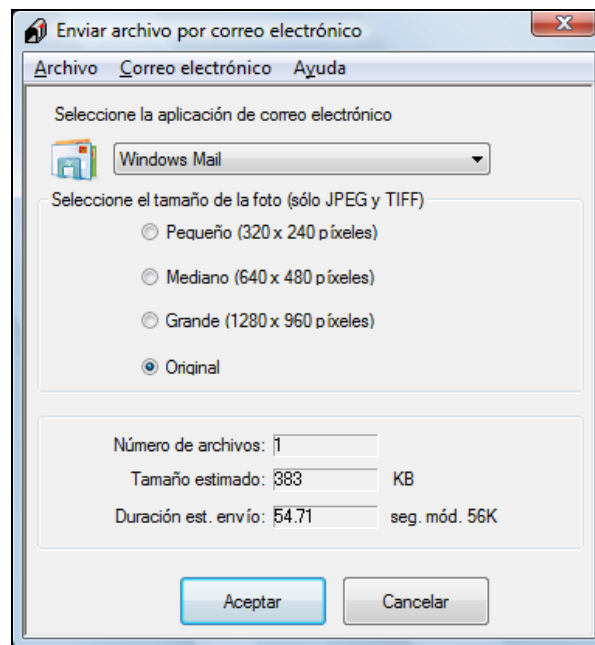 Enviar archivo por correo electrónico
Archivo Correo electrónico Ayuda
Seleccione la aplicación de correo electrónico
Windows Mail
Seleccione el tamaño de la foto (sólo JPEG y TIFF)
Pequeño (320 x 240 píxeles)
Mediano (640 x 480 píxeles)
Grande (1280 x 960 píxeles)
Original
Número de archivos: 1
Tamaño estimado: 383 KB
Duración est. envío: 54.71 seg. mód. 56K
Aceptar Cancelar